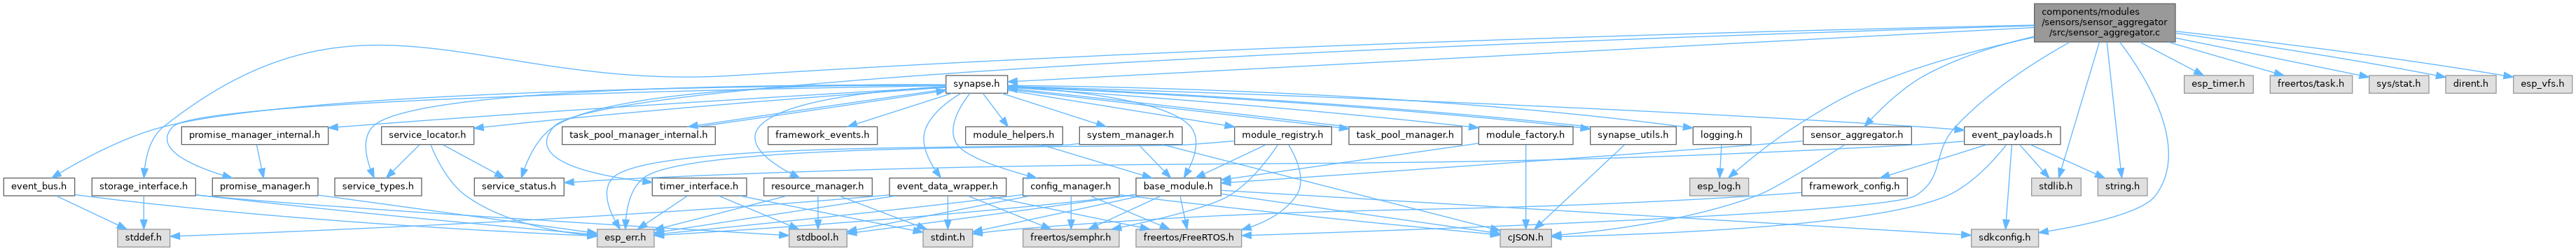 components/modules
/sensors/sensor_aggregator
/src/sensor_aggregator.c
synapse.h
esp_timer.h
freertos/task.h
sys/stat.h
dirent.h
esp_vfs.h
promise_manager_internal.h
service_locator.h
task_pool_manager_internal.h
framework_events.h
module_helpers.h
system_manager.h
module_registry.h
task_pool_manager.h
module_factory.h
synapse_utils.h
logging.h
sensor_aggregator.h
event_payloads.h
event_bus.h
storage_interface.h
promise_manager.h
service_types.h
service_status.h
timer_interface.h
resource_manager.h
event_data_wrapper.h
config_manager.h
base_module.h
esp_log.h
framework_config.h
stdlib.h
string.h
stddef.h
esp_err.h
stdbool.h
stdint.h
freertos/semphr.h
freertos/FreeRTOS.h
cJSON.h
sdkconfig.h